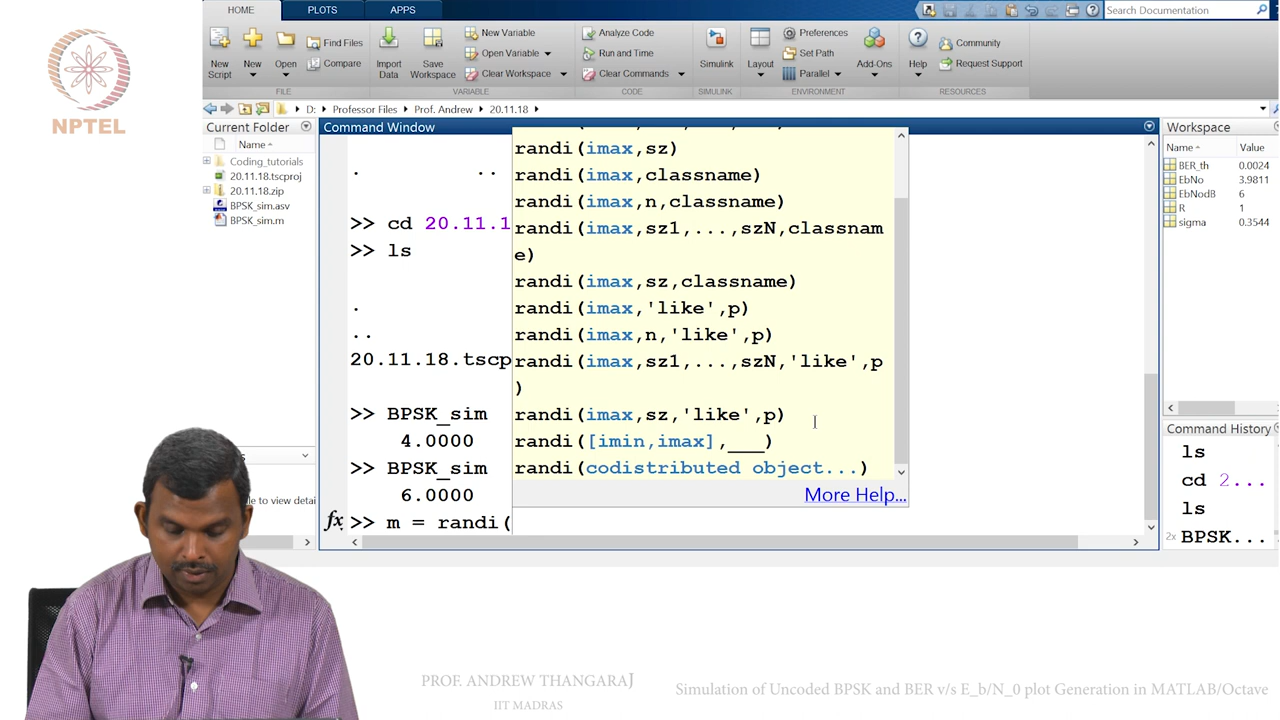 HOME PLOTS APPS
Search Documentation
New Script
New
Open
Find Files
Compare
FILE
Import Data
Save Workspace
New Variable
Open Variable
Clear Workspace
VARIABLE
Analyze Code
Run and Time
Clear Commands
CODE
Simulink
SIMULINK
Layout
Preferences
Set Path
Parallel
ENVIRONMENT
Add-Ons
Help
Community
Request Support
RESOURCES
NPTEL
D: Professor Files Prof. Andrew 20.11.18
Current Folder
Name
Coding_tutorials
20.11.18.tscproj
20.11.18.zip
BPSK_sim.asv
BPSK_sim.m
le to view detai
Command Window
. ..
>> cd 20.11.1
>> ls
.
..
20.11.18.tscp
>> BPSK_sim
4.0000
>> BPSK_sim
6.0000
fx >> m = randi(
randi(imax,sz)
randi(imax,classname)
randi(imax,n,classname)
randi(imax,sz1,...,szN,classnam
e)
randi(imax,sz,classname)
randi(imax,'like',p)
randi(imax,n,'like',p)
randi(imax,sz1,...,szN,'like',p
)
randi(imax,sz,'like',p)
randi([imin,imax],___)
randi(codistributed object...)
More Help...
Workspace
Name Value
BER_th 0.0024
EbNo 3.9811
EbNodB 6
R 1
sigma 0.3544
Command History
ls
cd 2...
ls
2x BPSK...
PROF. ANDREW THANGARAJ
IIT MADRAS
Simulation of Uncoded BPSK and BER v/s E_b/N_0 plot Generation in MATLAB/Octave